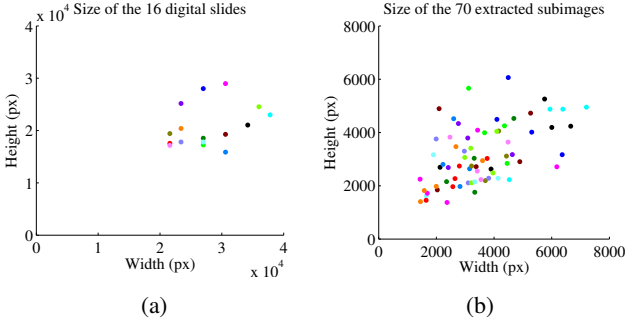 x 10^4 Size of the 16 digital slides
4
3
2
1
0
0 1 2 3 4
x 10^4
Height (px)
Width (px)
(a)
Size of the 70 extracted subimages
8000
6000
4000
2000
0
0 2000 4000 6000 8000
Height (px)
Width (px)
(b)